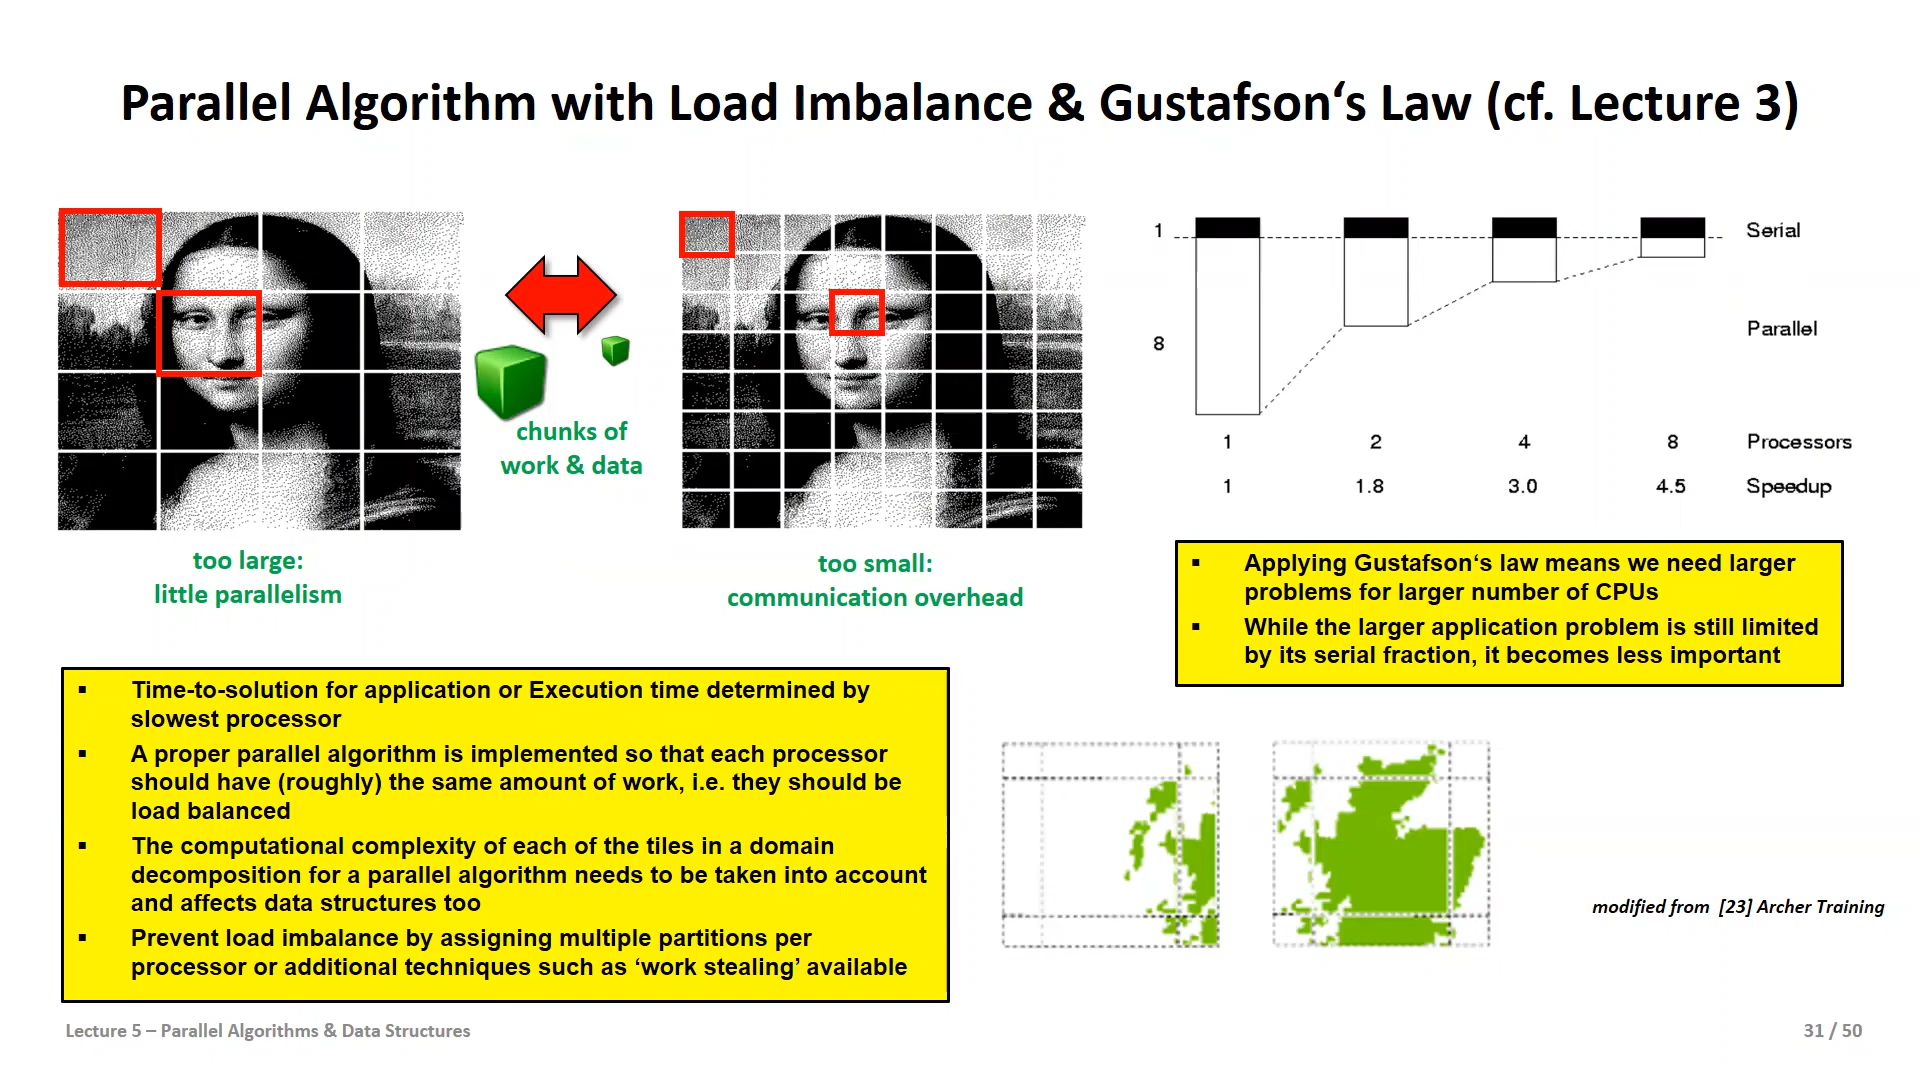 Parallel Algorithm with Load Imbalance & Gustafson‘s Law (cf. Lecture 3)
chunks of
work & data
too large:
little parallelism
too small:
communication overhead
1
Serial
Parallel
8
1 2 4 8 Processors
1 1.8 3.0 4.5 Speedup
▪ Applying Gustafson‘s law means we need larger
problems for larger number of CPUs
▪ While the larger application problem is still limited
by its serial fraction, it becomes less important
▪ Time-to-solution for application or Execution time determined by
slowest processor
▪ A proper parallel algorithm is implemented so that each processor
should have (roughly) the same amount of work, i.e. they should be
load balanced
▪ The computational complexity of each of the tiles in a domain
decomposition for a parallel algorithm needs to be taken into account
and affects data structures too
▪ Prevent load imbalance by assigning multiple partitions per
processor or additional techniques such as ‘work stealing’ available
modified from [23] Archer Training
Lecture 5 – Parallel Algorithms & Data Structures
31 / 50